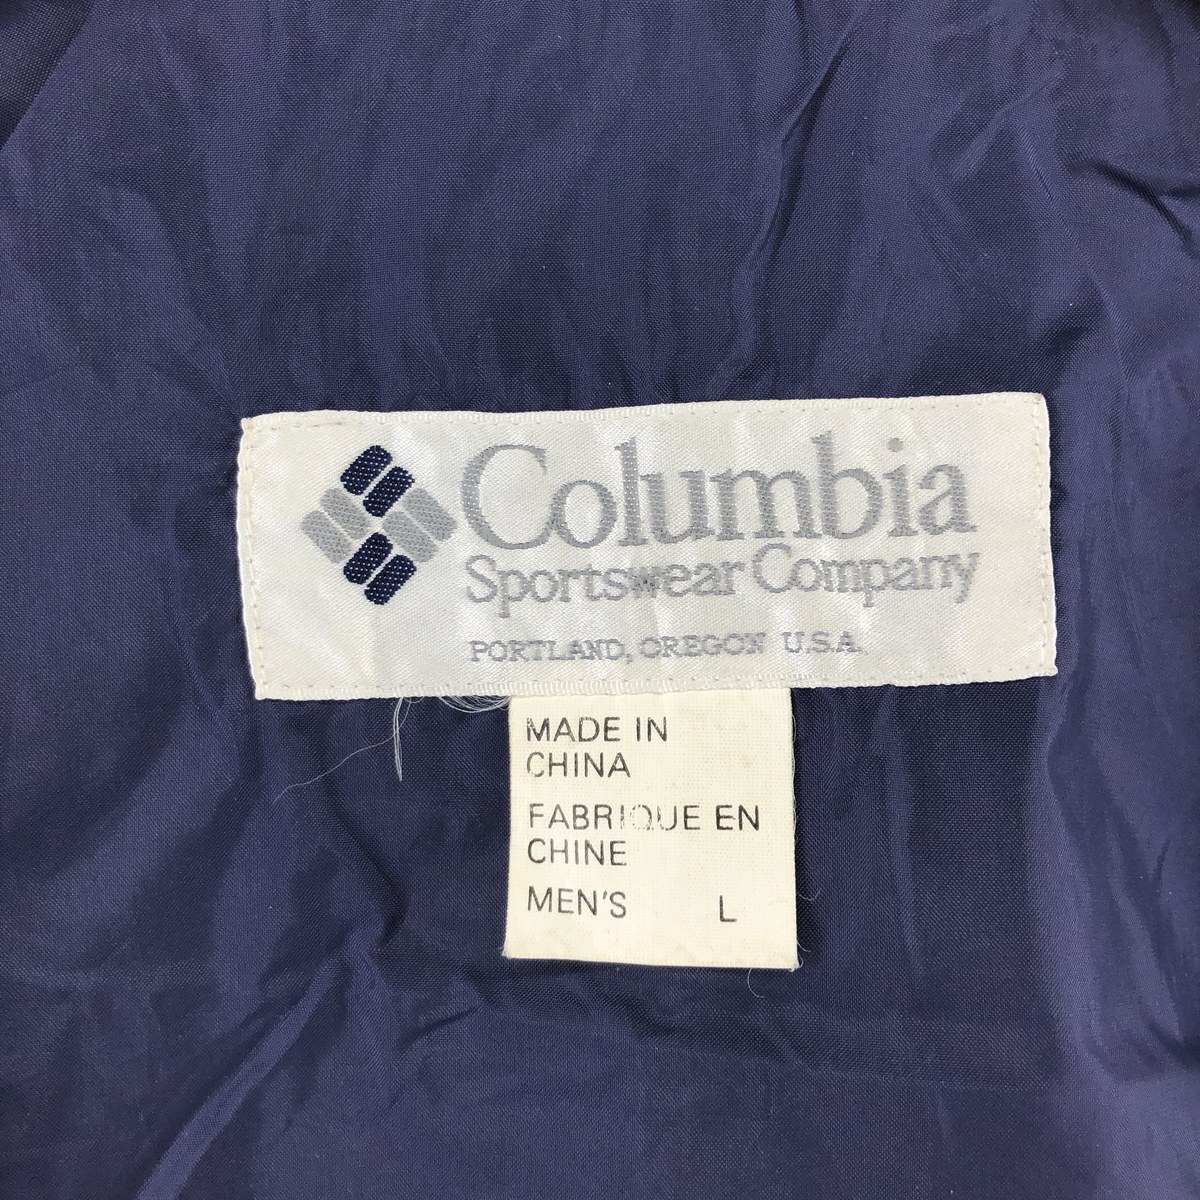 Columbia
Sportswear Company
PORTLAND, OREGON U.S.A.
MADE IN
CHINA
FABRIQUE EN
CHINE
MEN'S L